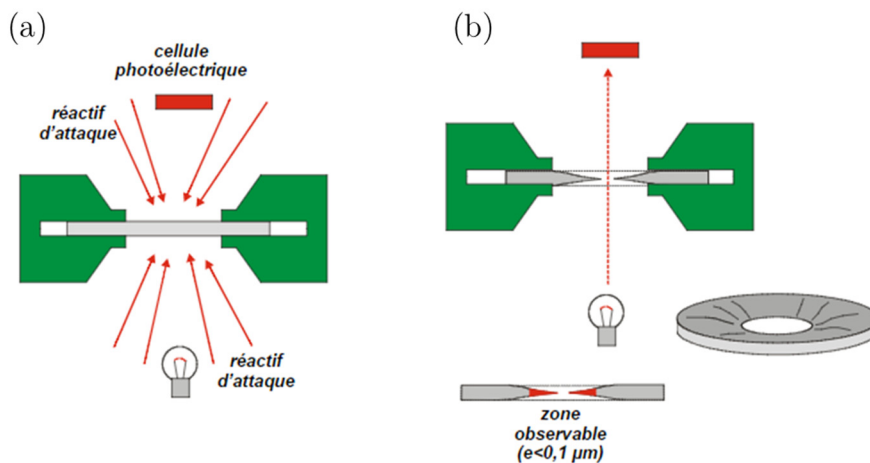 (a)
cellule
photoélectrique
réactif
d'attaque
réactif
d'attaque
(b)
zone
observable
(e<0,1 µm)